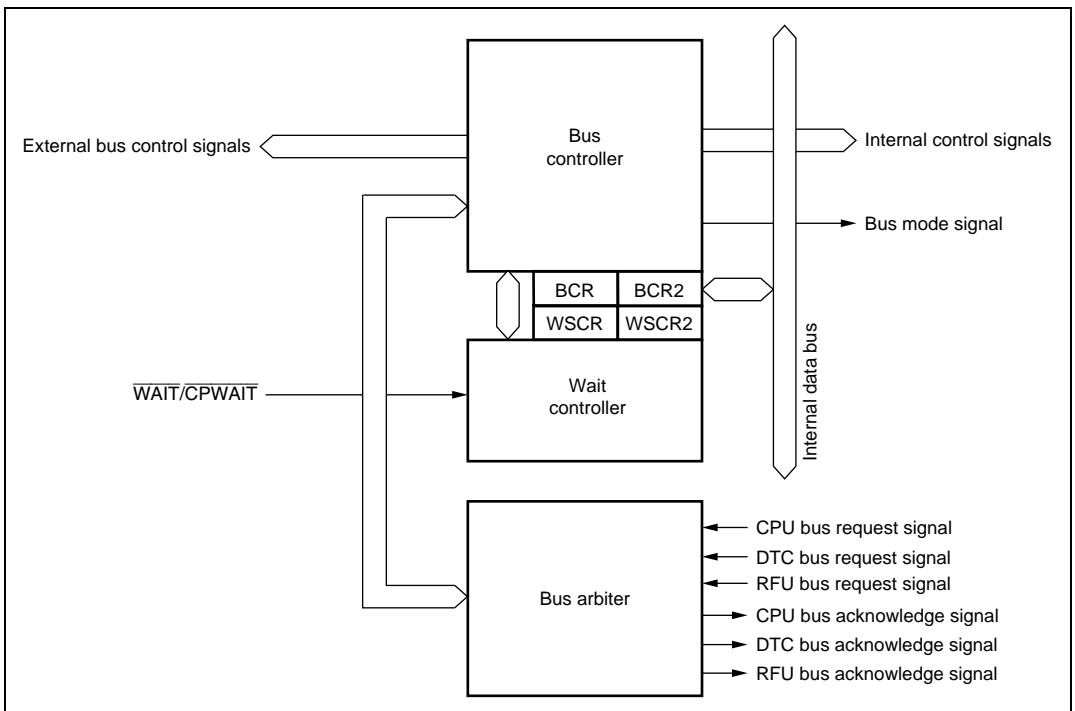 Bus
controller
External bus control signals
Internal control signals
Bus mode signal
BCR
BCR2
WSCR
WSCR2
Internal data bus
WAIT/CPWAIT
Wait
controller
Bus arbiter
CPU bus request signal
DTC bus request signal
RFU bus request signal
CPU bus acknowledge signal
DTC bus acknowledge signal
RFU bus acknowledge signal